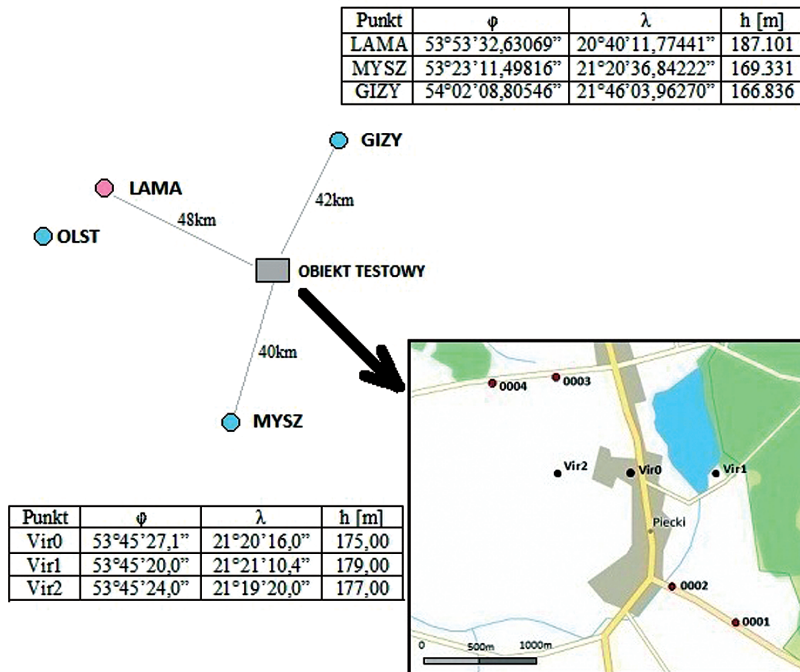 Punkt φ λ h [m]
LAMA 53°53’32,63069” 20°40’11,77441” 187.101
MYSZ 53°23’11,49816” 21°20’36,84222” 169.331
GIZY 54°02’08,80546” 21°46’03,96270” 166.836
GIZY
LAMA
42km
48km
OLST
OBIEKT TESTOWY
40km
MYSZ
0004
0003
Vir2
Vir0
Vir1
Piecki
0002
0001
0 500m 1000m
Punkt φ λ h [m]
Vir0 53°45’27,1” 21°20’16,0” 175,00
Vir1 53°45’20,0” 21°21’10,4” 179,00
Vir2 53°45’24,0” 21°19’20,0” 177,00